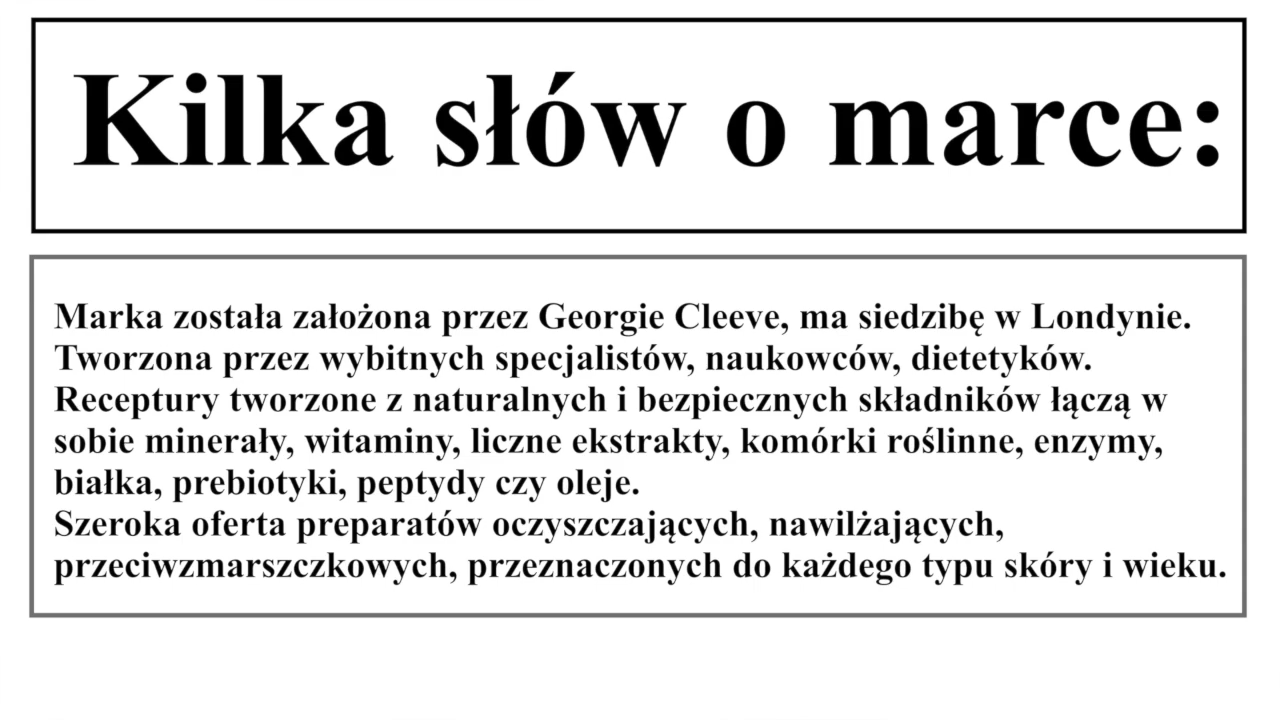 Kilka słów o marce:
Marka została założona przez Georgie Cleeve, ma siedzibę w Londynie.
Tworzona przez wybitnych specjalistów, naukowców, dietetyków.
Receptury tworzone z naturalnych i bezpiecznych składników łączą w
sobie minerały, witaminy, liczne ekstrakty, komórki roślinne, enzymy,
białka, prebiotyki, peptydy czy oleje.
Szeroka oferta preparatów oczyszczających, nawilżających,
przeciwzmarszczkowych, przeznaczonych do każdego typu skóry i wieku.